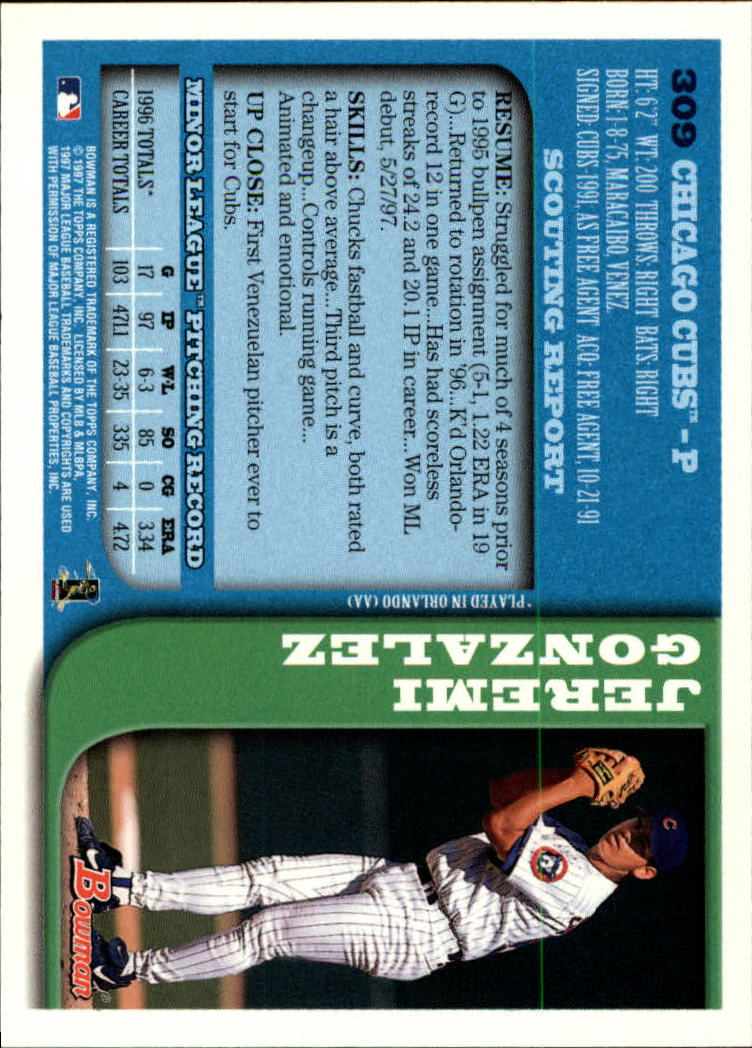 309 CHICAGO CUBS™ - P
HT: 6'2" WT: 200 THROWS: RIGHT BATS: RIGHT
BORN: 1-8-75, MARACAIBO, VENEZ.
SIGNED: CUBS-1991, AS FREE AGENT ACQ: FREE AGENT, 10-21-91
SCOUTING REPORT
RESUME: Struggled for much of 4 seasons prior
to 1995 bullpen assignment (5-1, 1.22 ERA in 19
G)...Returned to rotation in '96...K'd Orlando-
record 12 in one game...Has had scoreless
streaks of 24.2 and 20.1 IP in career...Won ML
debut, 5/27/97.
SKILLS: Chucks fastball and curve, both rated
a hair above average...Third pitch is a
changeup...Controls running game...
Animated and emotional.
UP CLOSE: First Venezuelan pitcher ever to
start for Cubs.
*PLAYED IN ORLANDO (AA)
MINOR LEAGUE™ PITCHING RECORD
G IP W-L SO CG ERA
1996 TOTALS* 17 97 6-3 85 0 3.34
CAREER TOTALS 103 471.1 23-35 335 4 4.72
BOWMAN IS A REGISTERED TRADEMARK OF THE TOPPS COMPANY, INC.
© 1997 THE TOPPS COMPANY, INC. LICENSED BY MLB & MLBPA.
1997 MAJOR LEAGUE BASEBALL TRADEMARKS AND COPYRIGHTS ARE USED
WITH PERMISSION OF MAJOR LEAGUE BASEBALL PROPERTIES, INC.
JEREMI
GONZALEZ
C
Bowman®